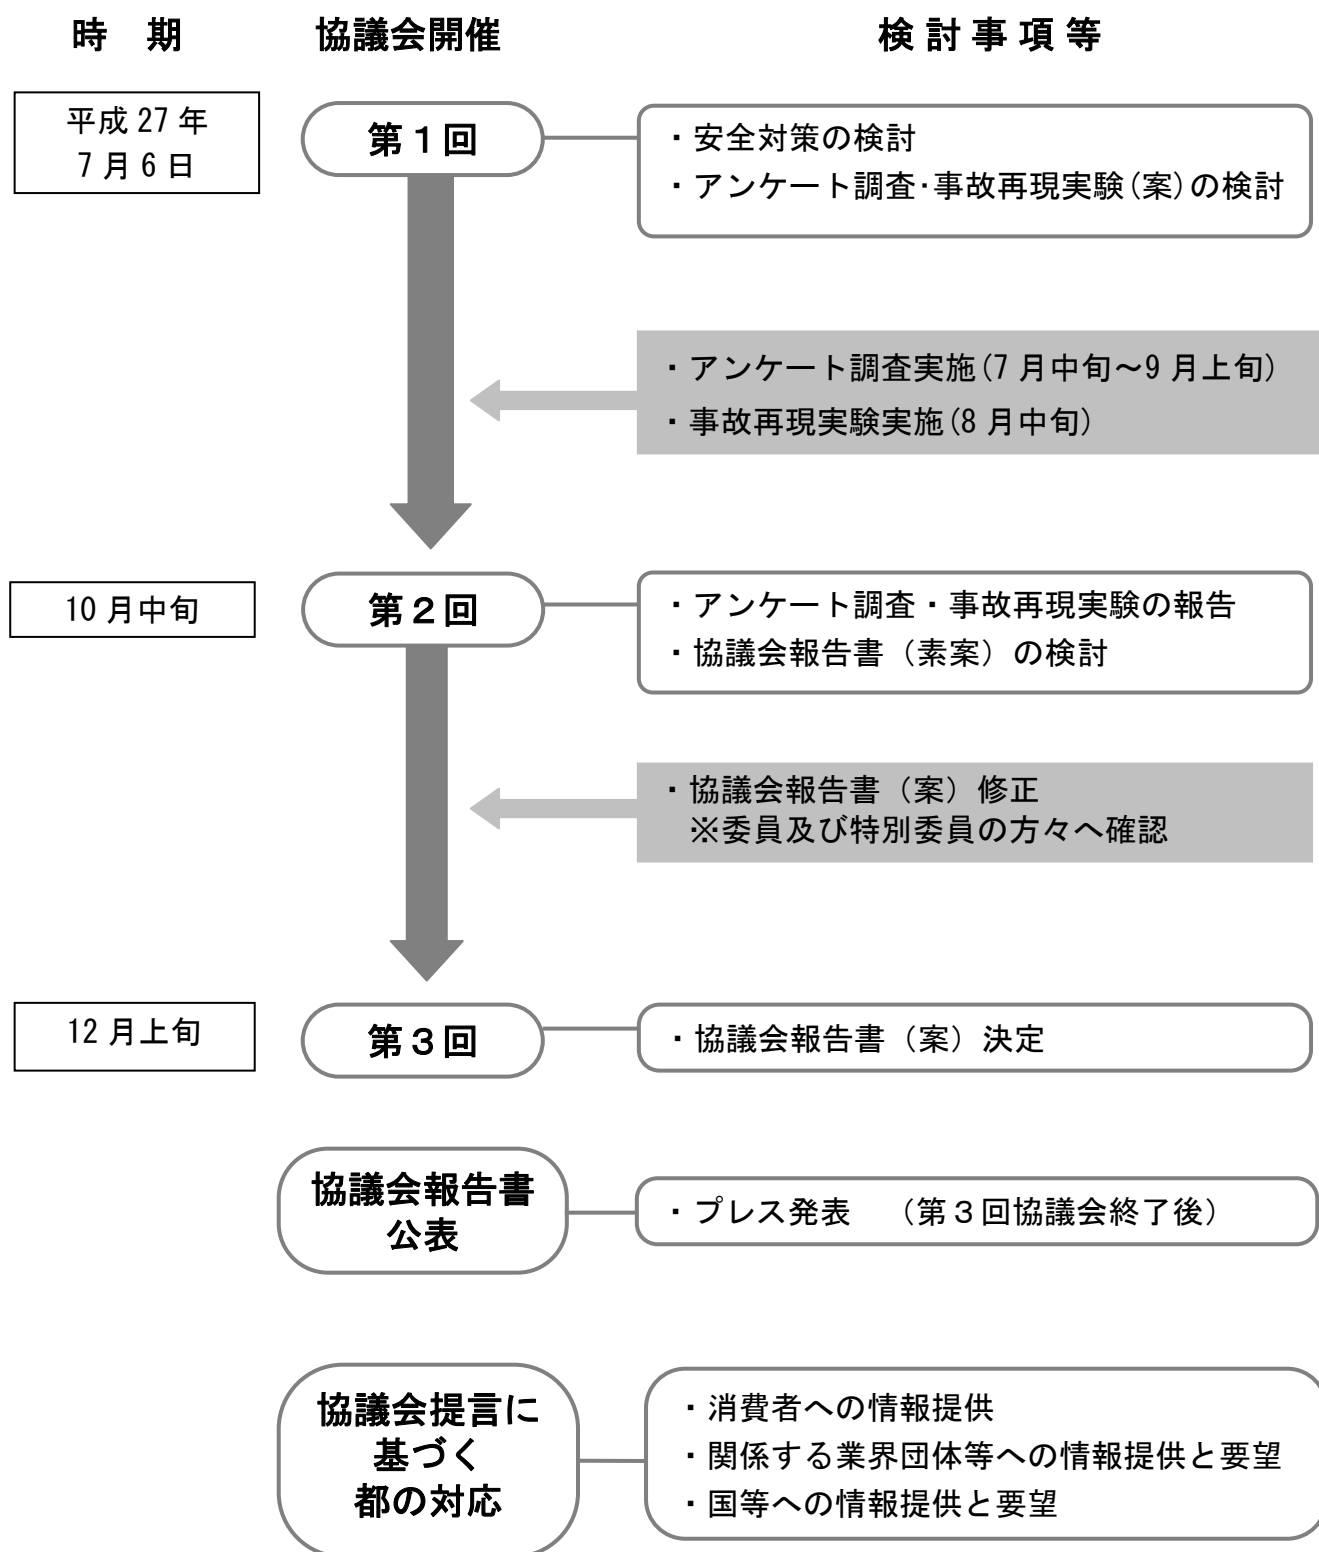 時　期　協議会開催　検 討 事 項 等
平成 27 年
7 月 6 日
第１回
・安全対策の検討
・アンケート調査･事故再現実験(案)の検討
・アンケート調査実施(7 月中旬～9 月上旬)
・事故再現実験実施(8 月中旬)
10 月中旬
第２回
・アンケート調査・事故再現実験の報告
・協議会報告書（素案）の検討
・協議会報告書（案）修正
※委員及び特別委員の方々へ確認
12 月上旬
第３回
・協議会報告書（案）決定
協議会報告書
公表
・プレス発表　（第３回協議会終了後）
協議会提言に
基づく
都の対応
・消費者への情報提供
・関係する業界団体等への情報提供と要望
・国等への情報提供と要望